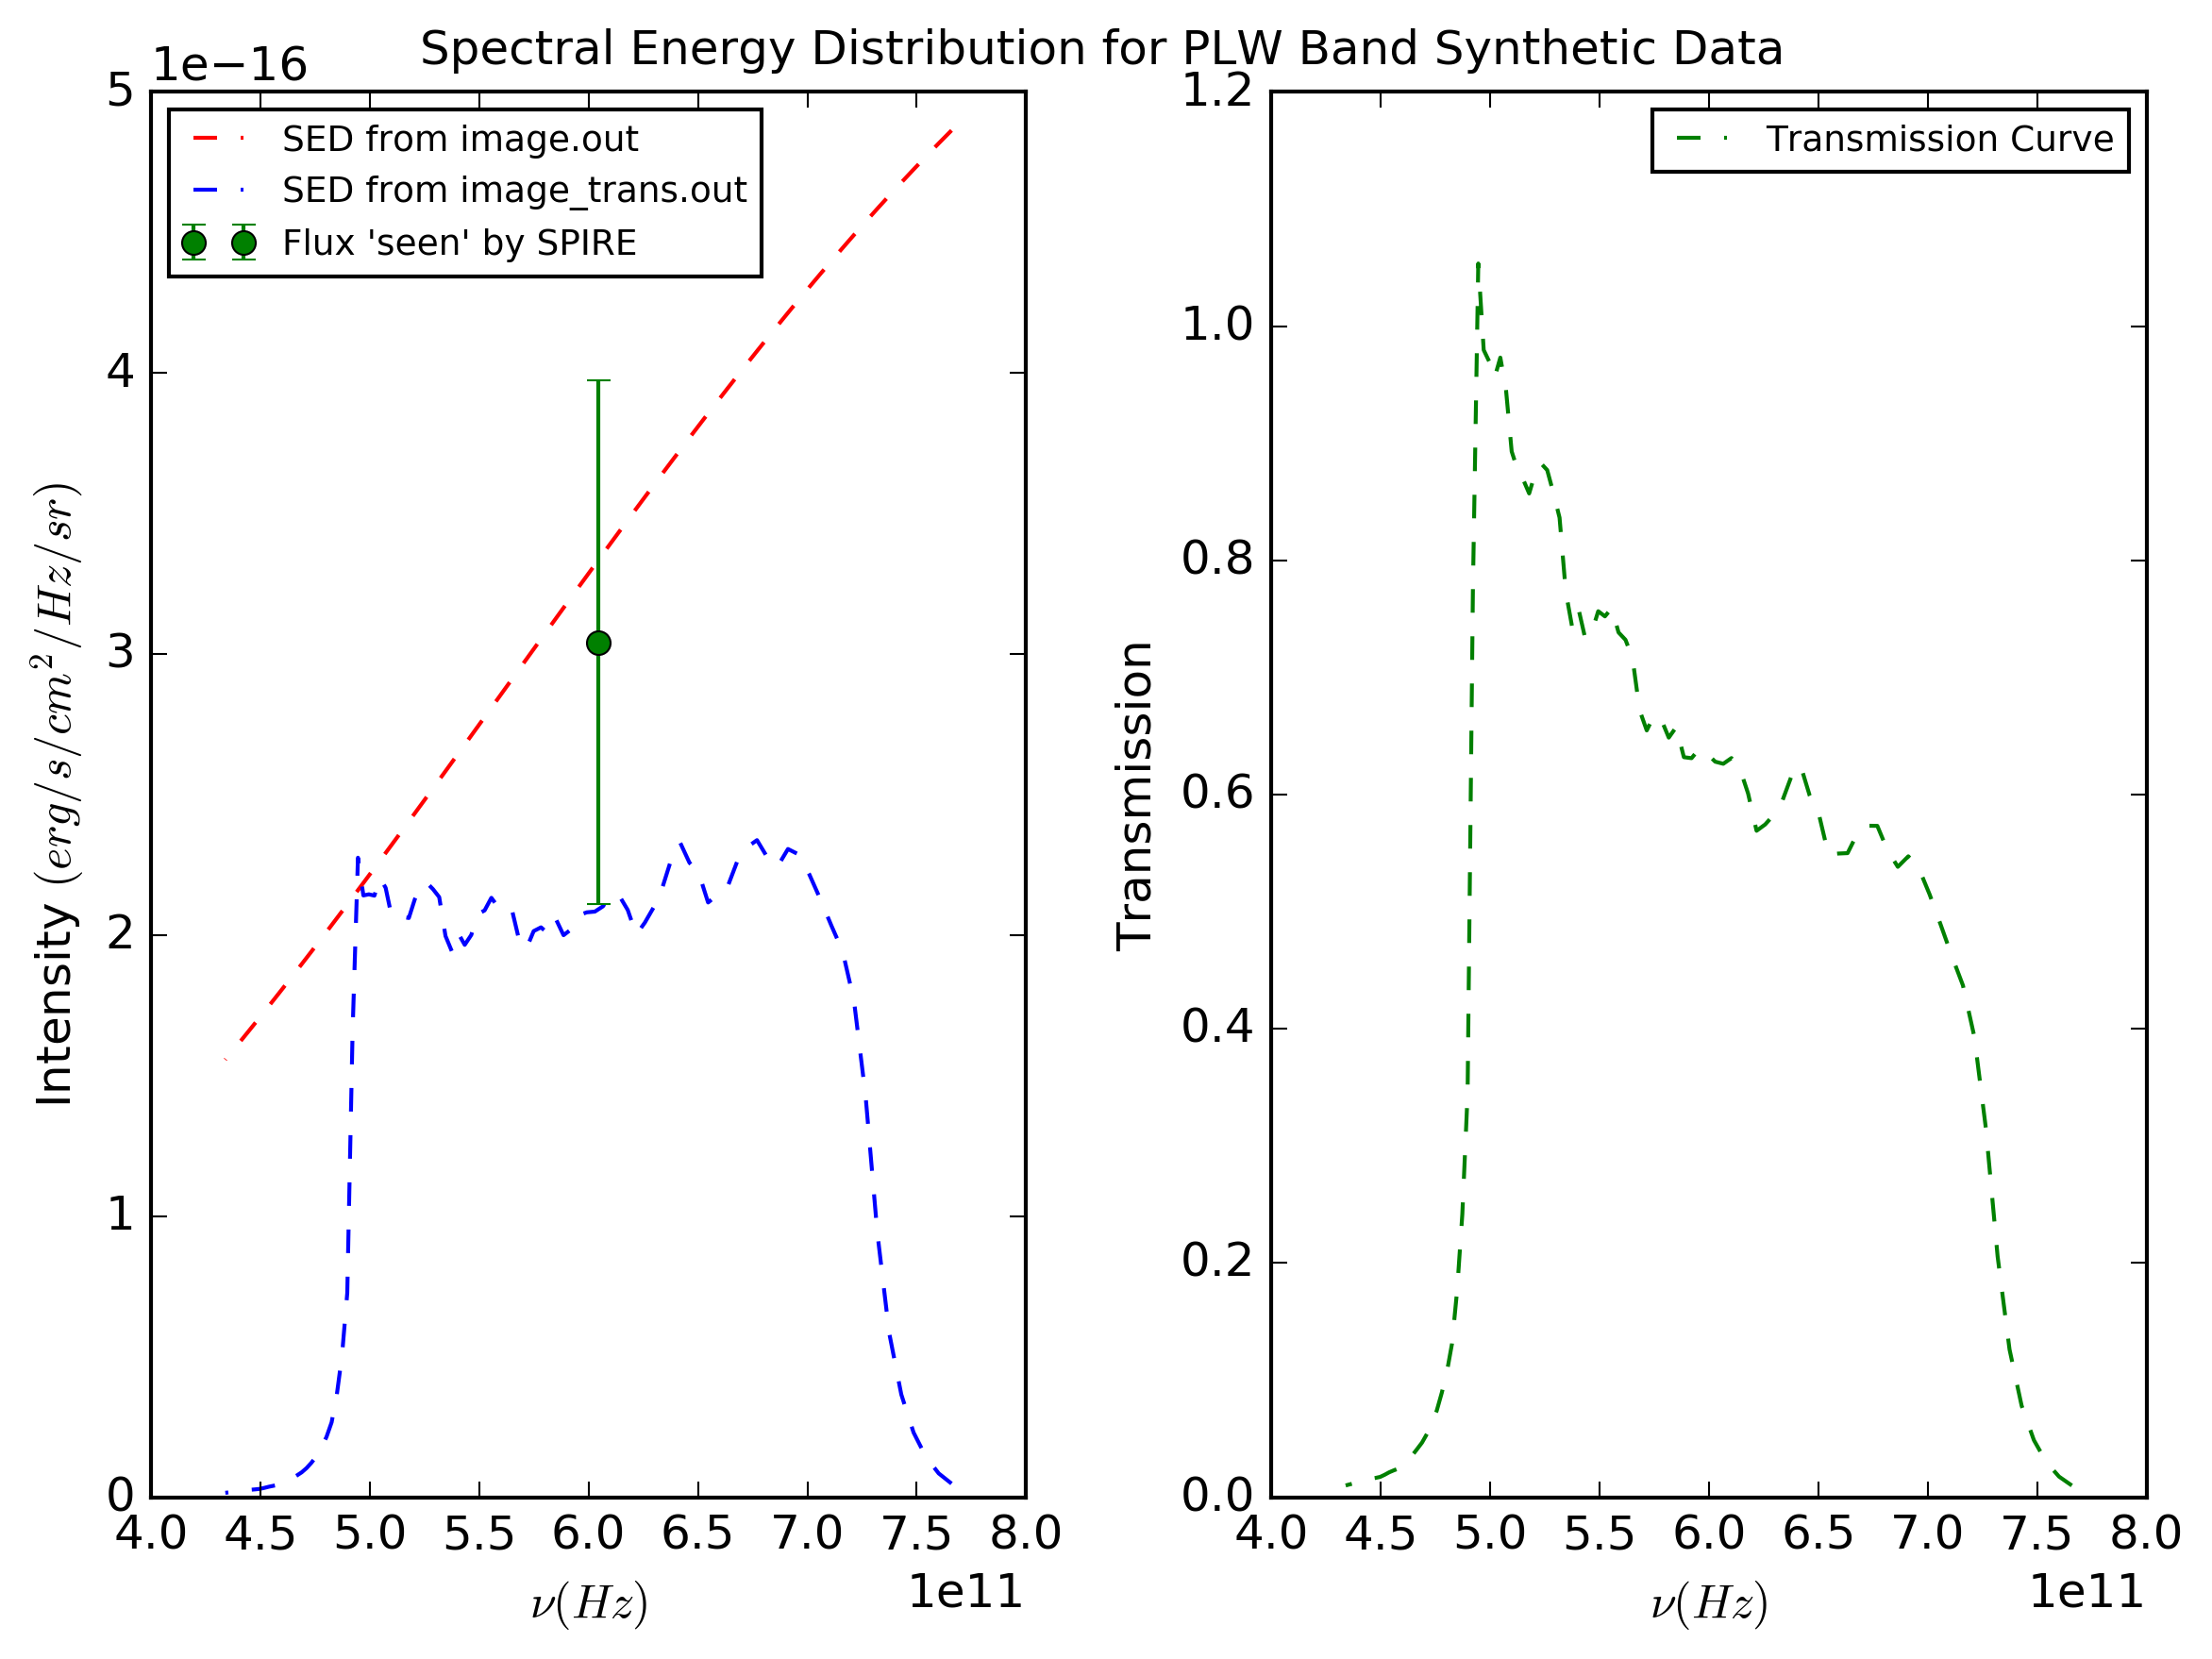 Spectral Energy Distribution for PLW Band Synthetic Data
1e−16
5
4
3
2
1
0
Intensity (erg/s/cm²/Hz/sr)
SED from image.out
SED from image_trans.out
Flux 'seen' by SPIRE
4.0 4.5 5.0 5.5 6.0 6.5 7.0 7.5 8.0
1e11
ν(Hz)
1.2
1.0
0.8
0.6
0.4
0.2
0.0
Transmission
Transmission Curve
4.0 4.5 5.0 5.5 6.0 6.5 7.0 7.5 8.0
1e11
ν(Hz)